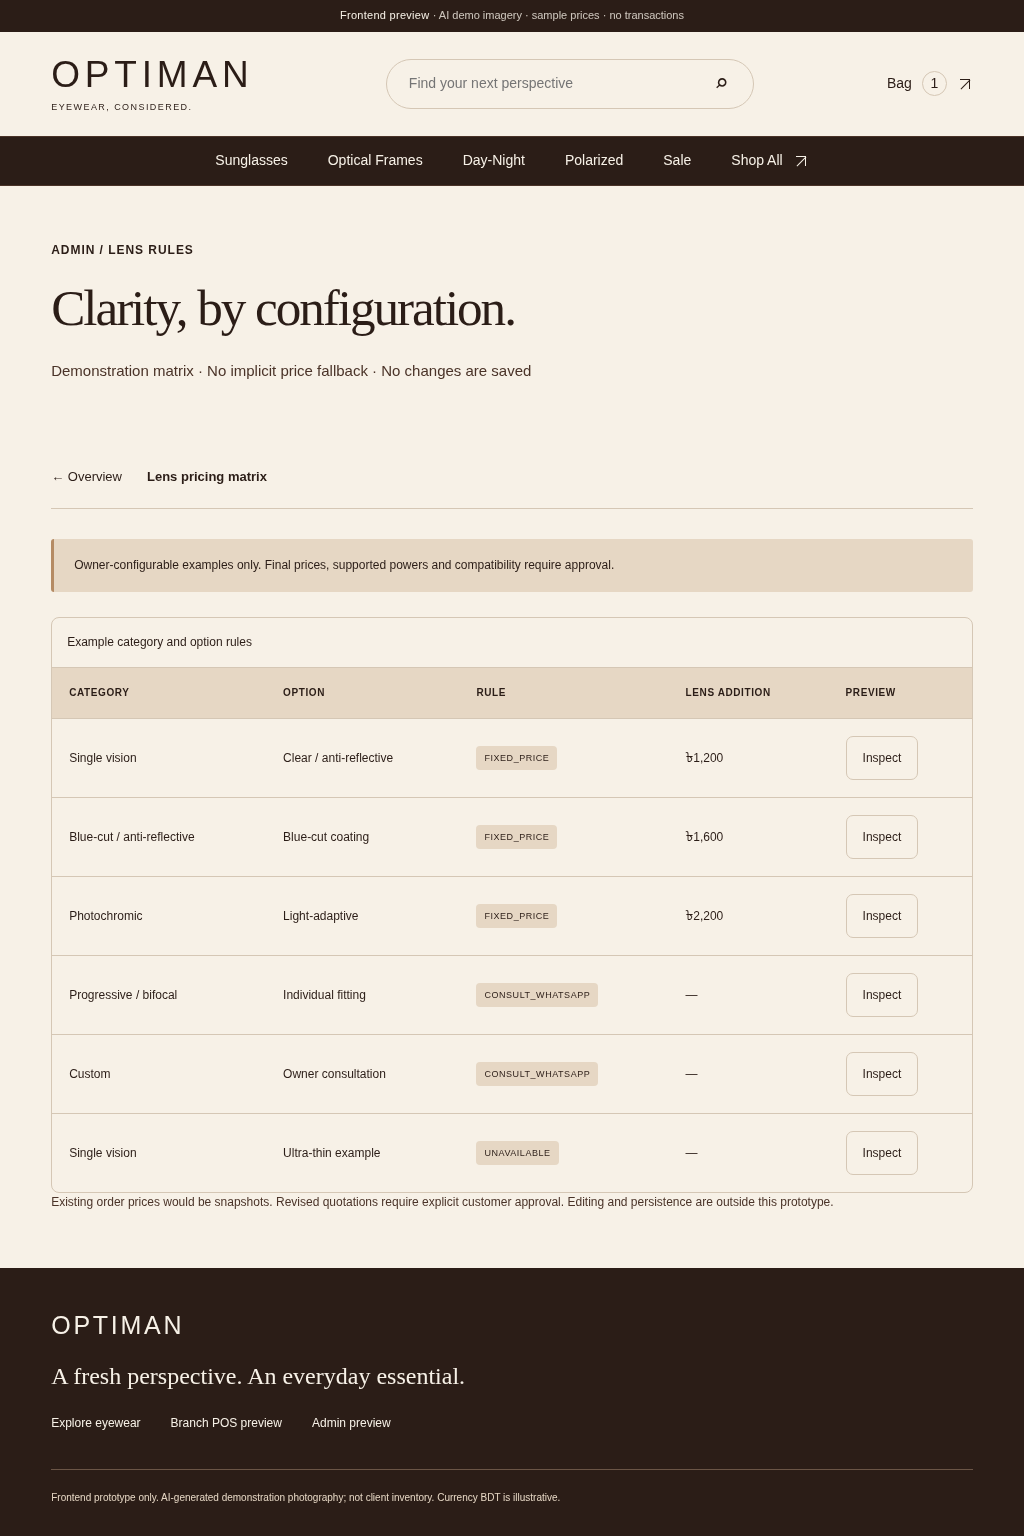 Frontend preview · AI demo imagery · sample prices · no transactions
OPTIMAN
EYEWEAR, CONSIDERED.
Find your next perspective
Bag 1
Sunglasses Optical Frames Day-Night Polarized Sale Shop All
ADMIN / LENS RULES
Clarity, by configuration.
Demonstration matrix · No implicit price fallback · No changes are saved
← Overview Lens pricing matrix
Owner-configurable examples only. Final prices, supported powers and compatibility require approval.
Example category and option rules
CATEGORY OPTION RULE LENS ADDITION PREVIEW
Single vision Clear / anti-reflective FIXED_PRICE ৳1,200 Inspect
Blue-cut / anti-reflective Blue-cut coating FIXED_PRICE ৳1,600 Inspect
Photochromic Light-adaptive FIXED_PRICE ৳2,200 Inspect
Progressive / bifocal Individual fitting CONSULT_WHATSAPP — Inspect
Custom Owner consultation CONSULT_WHATSAPP — Inspect
Single vision Ultra-thin example UNAVAILABLE — Inspect
Existing order prices would be snapshots. Revised quotations require explicit customer approval. Editing and persistence are outside this prototype.
OPTIMAN
A fresh perspective. An everyday essential.
Explore eyewear Branch POS preview Admin preview
Frontend prototype only. AI-generated demonstration photography; not client inventory. Currency BDT is illustrative.